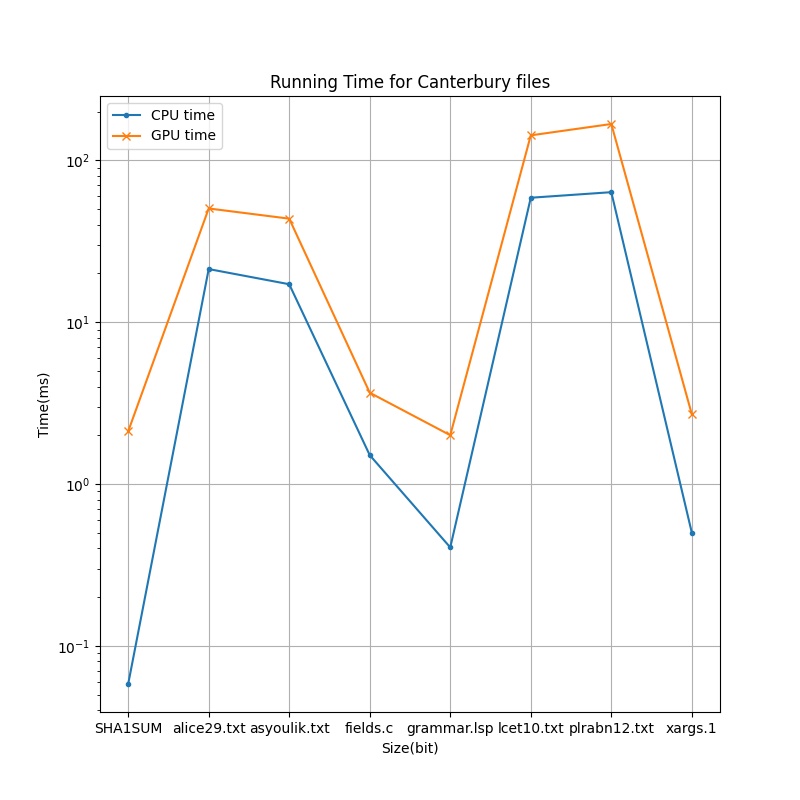 Running Time for Canterbury files
CPU time
GPU time
10²
10¹
10⁰
10⁻¹
Time(ms)
SHA1SUM alice29.txt asyoulik.txt fields.c grammar.lsp lcet10.txt plrabn12.txt xargs.1
Size(bit)